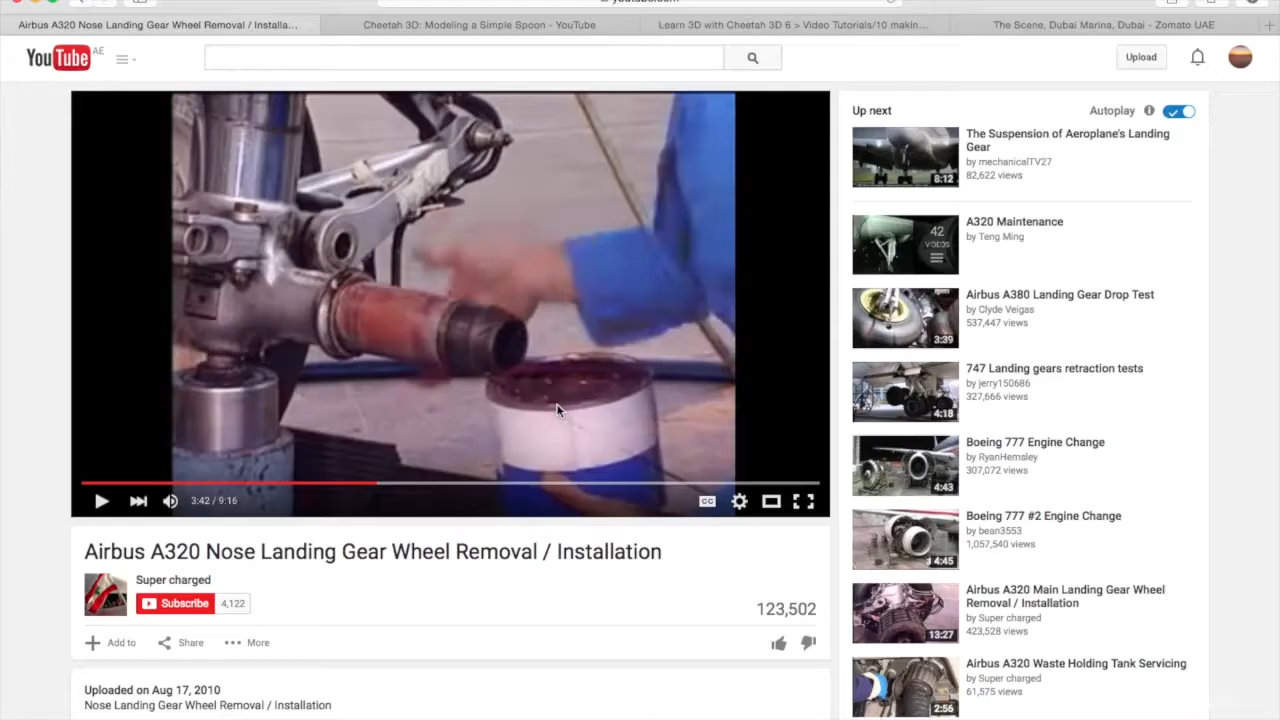 youtube.com
Airbus A320 Nose Landing Gear Wheel Removal / Installa...
Cheetah 3D: Modeling a Simple Spoon - YouTube
Learn 3D with Cheetah 3D 6 > Video Tutorials/10 makin...
The Scene, Dubai Marina, Dubai - Zomato UAE
YouTube AE
Upload
Up next
Autoplay
The Suspension of Aeroplane's Landing
Gear
by mechanicalTV27
82,622 views
8:12
A320 Maintenance
by Teng Ming
42
VIDEOS
Airbus A380 Landing Gear Drop Test
by Clyde Veigas
537,447 views
3:39
747 Landing gears retraction tests
by jerry150686
327,666 views
4:18
Boeing 777 Engine Change
by RyanHemsley
307,072 views
4:43
Boeing 777 #2 Engine Change
by bean3553
1,057,540 views
4:45
Airbus A320 Main Landing Gear Wheel
Removal / Installation
by Super charged
423,528 views
13:27
Airbus A320 Waste Holding Tank Servicing
by Super charged
61,575 views
2:56
3:42 / 9:16
CC
Airbus A320 Nose Landing Gear Wheel Removal / Installation
Super charged
Subscribe 4,122
123,502
Add to Share More
Uploaded on Aug 17, 2010
Nose Landing Gear Wheel Removal / Installation